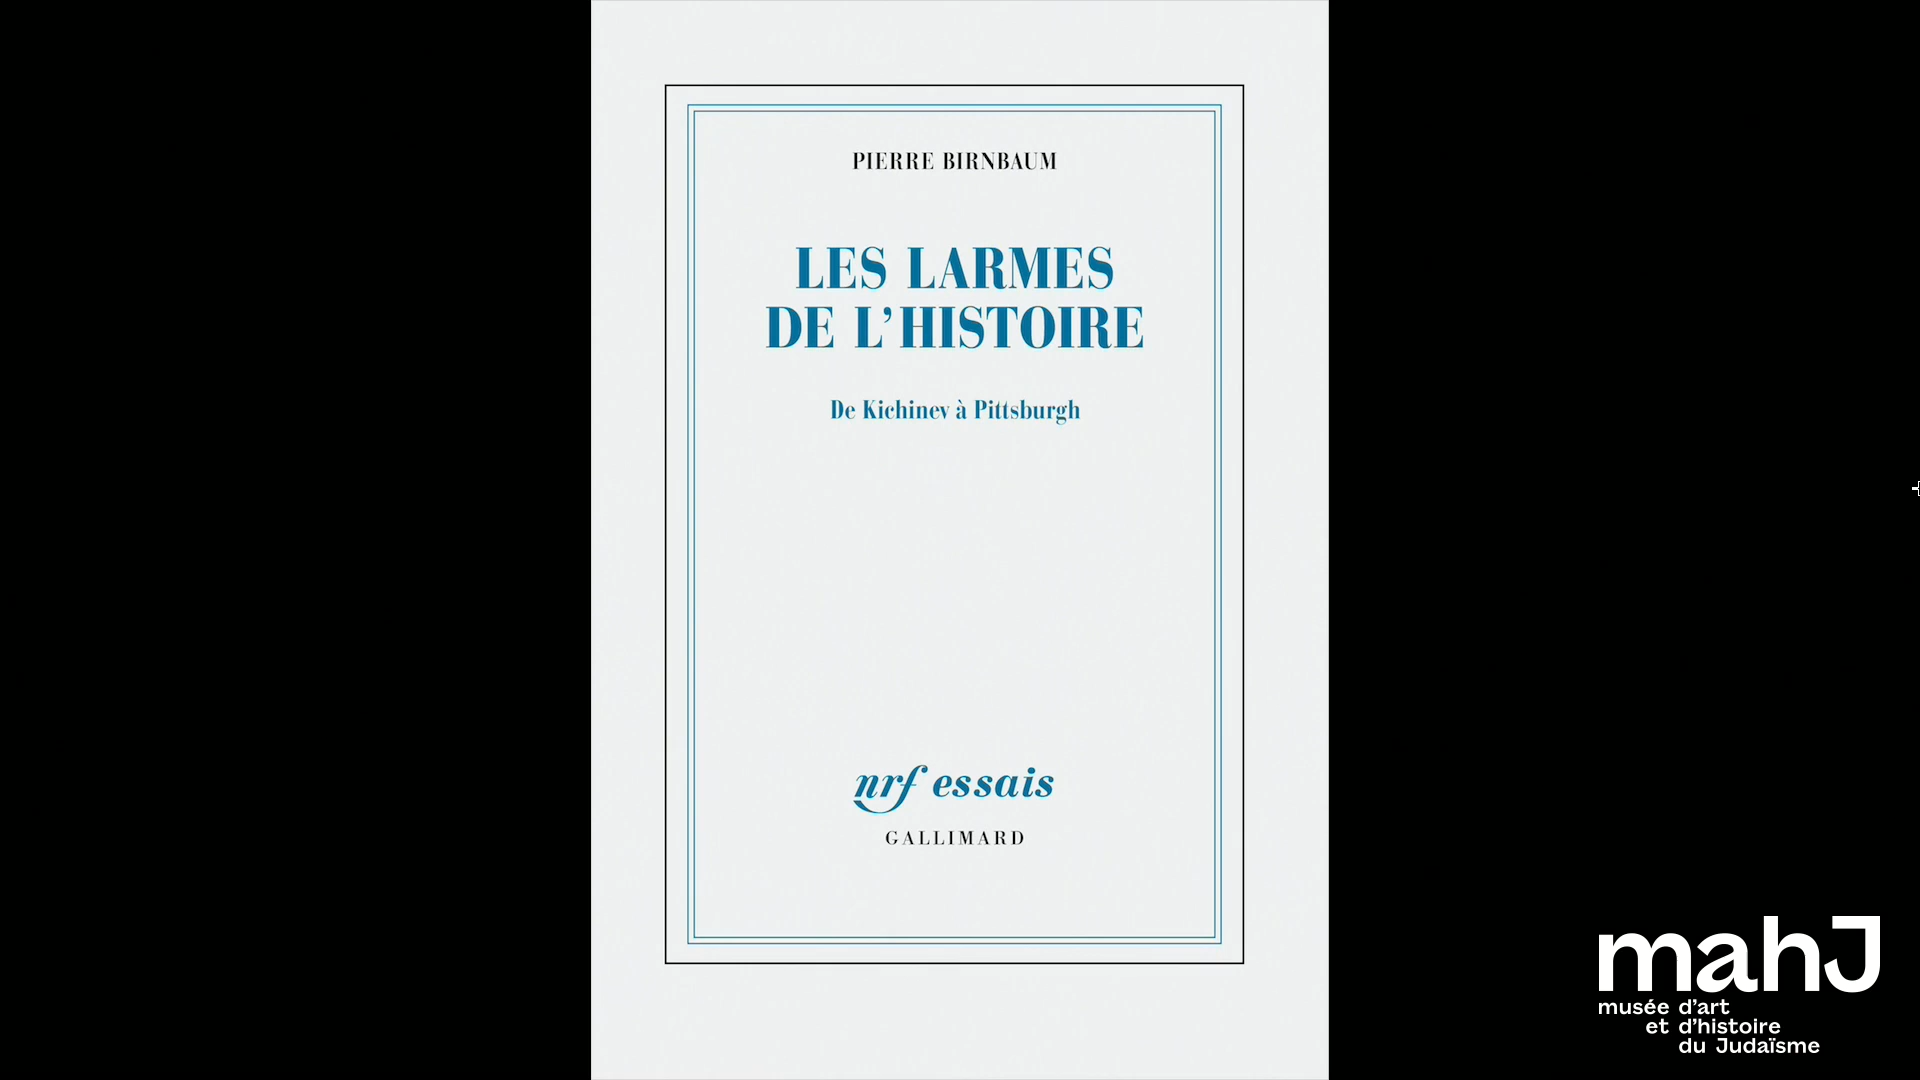 PIERRE BIRNBAUM
LES LARMES
DE L’HISTOIRE
De Kichinev à Pittsburgh
nrf essais
GALLIMARD
mahJ
musée d’art
et d’histoire
du Judaïsme